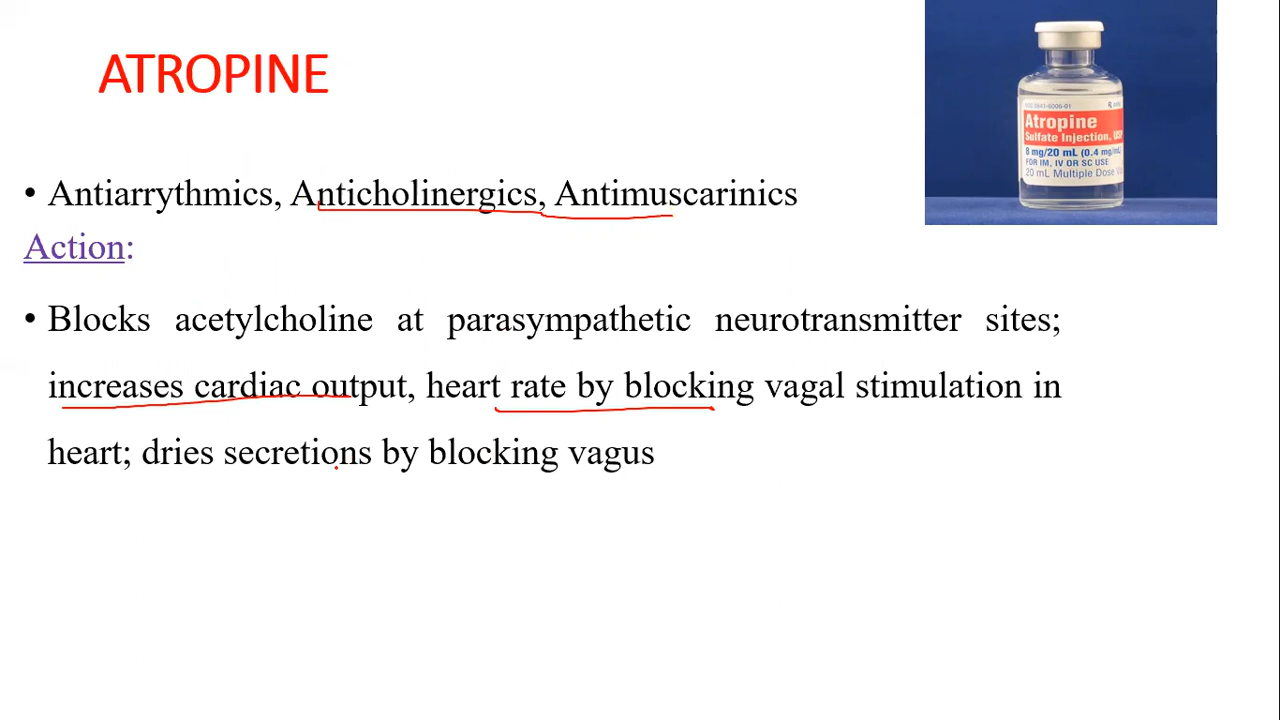 ATROPINE
• Antiarrythmics, Anticholinergics, Antimuscarinics
Action:
• Blocks acetylcholine at parasympathetic neurotransmitter sites;
increases cardiac output, heart rate by blocking vagal stimulation in
heart; dries secretions by blocking vagus
Atropine
Sulfate Injection, USP
8 mg/20 mL (0.4 mg/mL)
FOR IM, IV OR SC USE
20 mL Multiple Dose